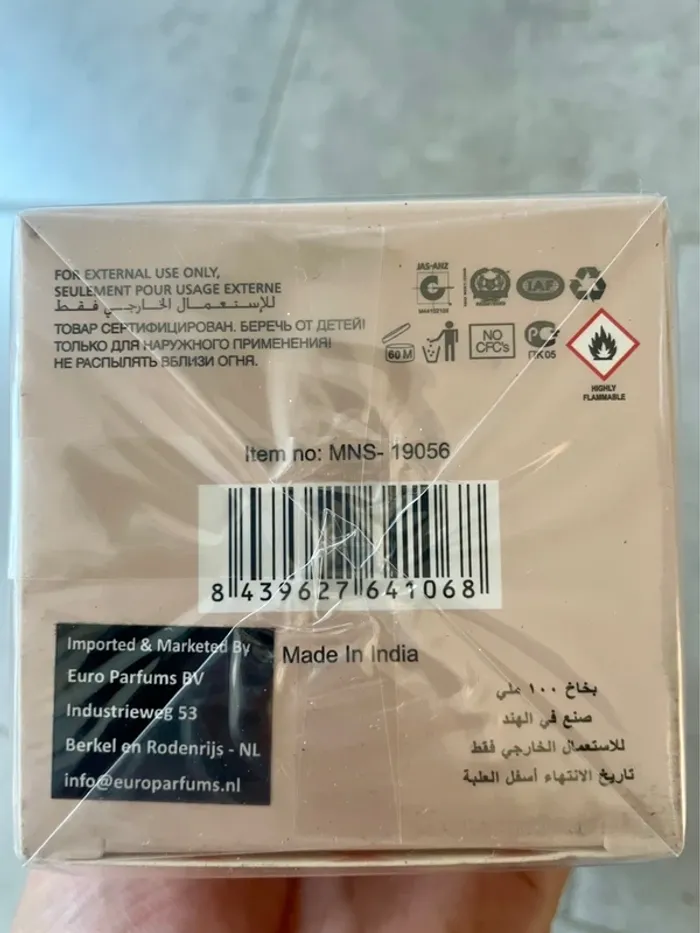 FOR EXTERNAL USE ONLY,
SEULEMENT POUR USAGE EXTERNE
للإستعمال الخارجي فقط
ТОВАР СЕРТИФИЦИРОВАН. БЕРЕЧЬ ОТ ДЕТЕЙ!
ТОЛЬКО ДЛЯ НАРУЖНОГО ПРИМЕНЕНИЯ!
НЕ РАСПЫЛЯТЬ ВБЛИЗИ ОГНЯ.
JAS-ANZ
IAF
60 M
NO
CFC's
РС
ПК 05
HIGHLY
FLAMMABLE
Item no: MNS- 19056
8 439627 641068
Made In India
Imported & Marketed By
Euro Parfums BV
Industrieweg 53
Berkel en Rodenrijs - NL
info@europarfums.nl
بخاخ ١٠٠ ملي
صنع في الهند
للاستعمال الخارجي فقط
تاريخ الانتهاء أسفل العلبة